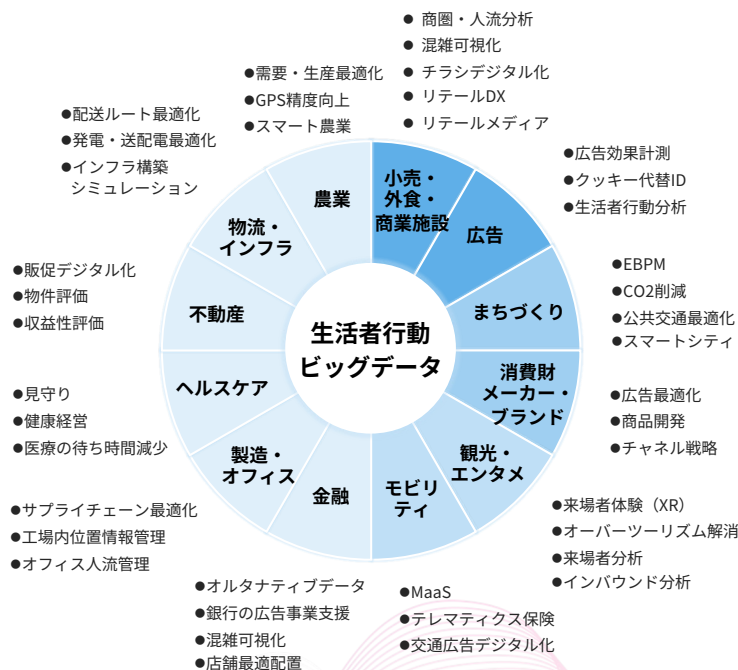 ● 商圏・人流分析
● 混雑可視化
● チラシデジタル化
● リテールDX
● リテールメディア
●需要・生産最適化
●GPS精度向上
●スマート農業
●配送ルート最適化
●発電・送配電最適化
●インフラ構築
シミュレーション
●広告効果計測
●クッキー代替ID
●生活者行動分析
農業
小売・
外食・
商業施設
広告
物流・
インフラ
●販促デジタル化
●物件評価
●収益性評価
不動産
まちづくり
●EBPM
●CO2削減
●公共交通最適化
●スマートシティ
生活者行動
ビッグデータ
●見守り
●健康経営
●医療の待ち時間減少
ヘルスケア
消費財
メーカー・
ブランド
●広告最適化
●商品開発
●チャネル戦略
製造・
オフィス
金融
モビリ
ティ
観光・
エンタメ
●サプライチェーン最適化
●工場内位置情報管理
●オフィス人流管理
●来場者体験（XR）
●オーバーツーリズム解消
●来場者分析
●インバウンド分析
●オルタナティブデータ
●銀行の広告事業支援
●混雑可視化
●店舗最適配置
●MaaS
●テレマティクス保険
●交通広告デジタル化